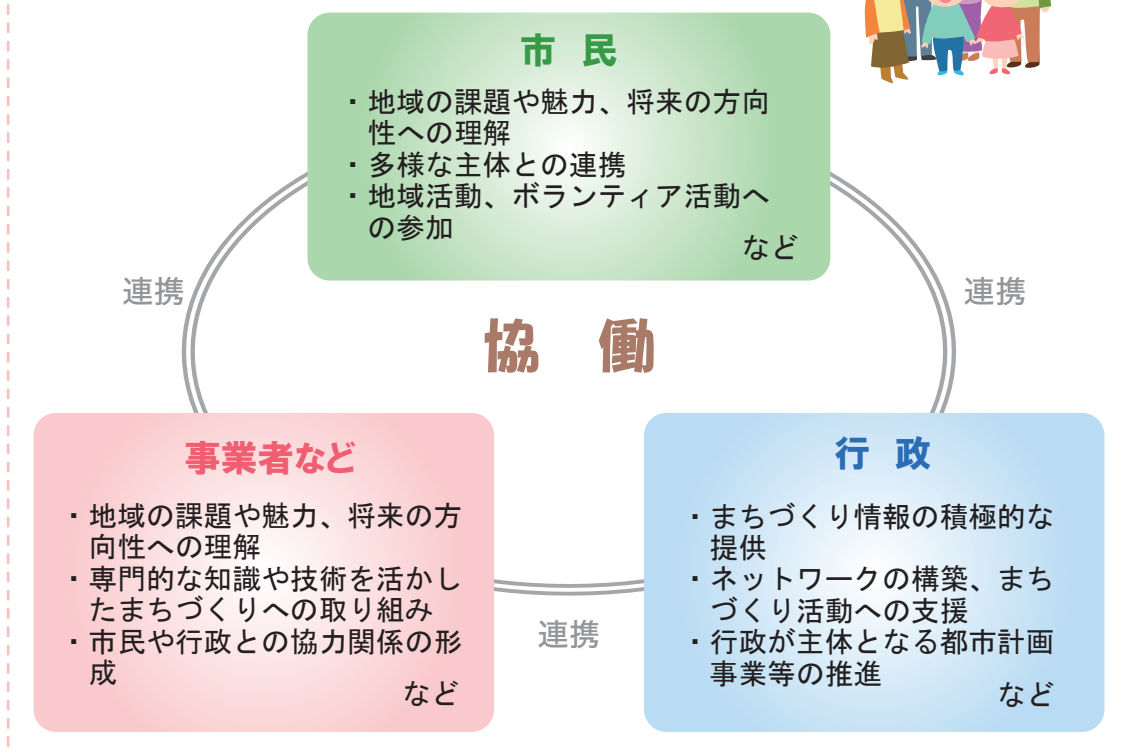 市 民
・地域の課題や魅力、将来の方向
性への理解
・多様な主体との連携
・地域活動、ボランティア活動へ
の参加
など
連携
連携
協 働
事業者など
・地域の課題や魅力、将来の方
向性への理解
・専門的な知識や技術を活かし
たまちづくりへの取り組み
・市民や行政との協力関係の形
成
など
行 政
・まちづくり情報の積極的な
提供
・ネットワークの構築、まち
づくり活動への支援
・行政が主体となる都市計画
事業等の推進
など
連携